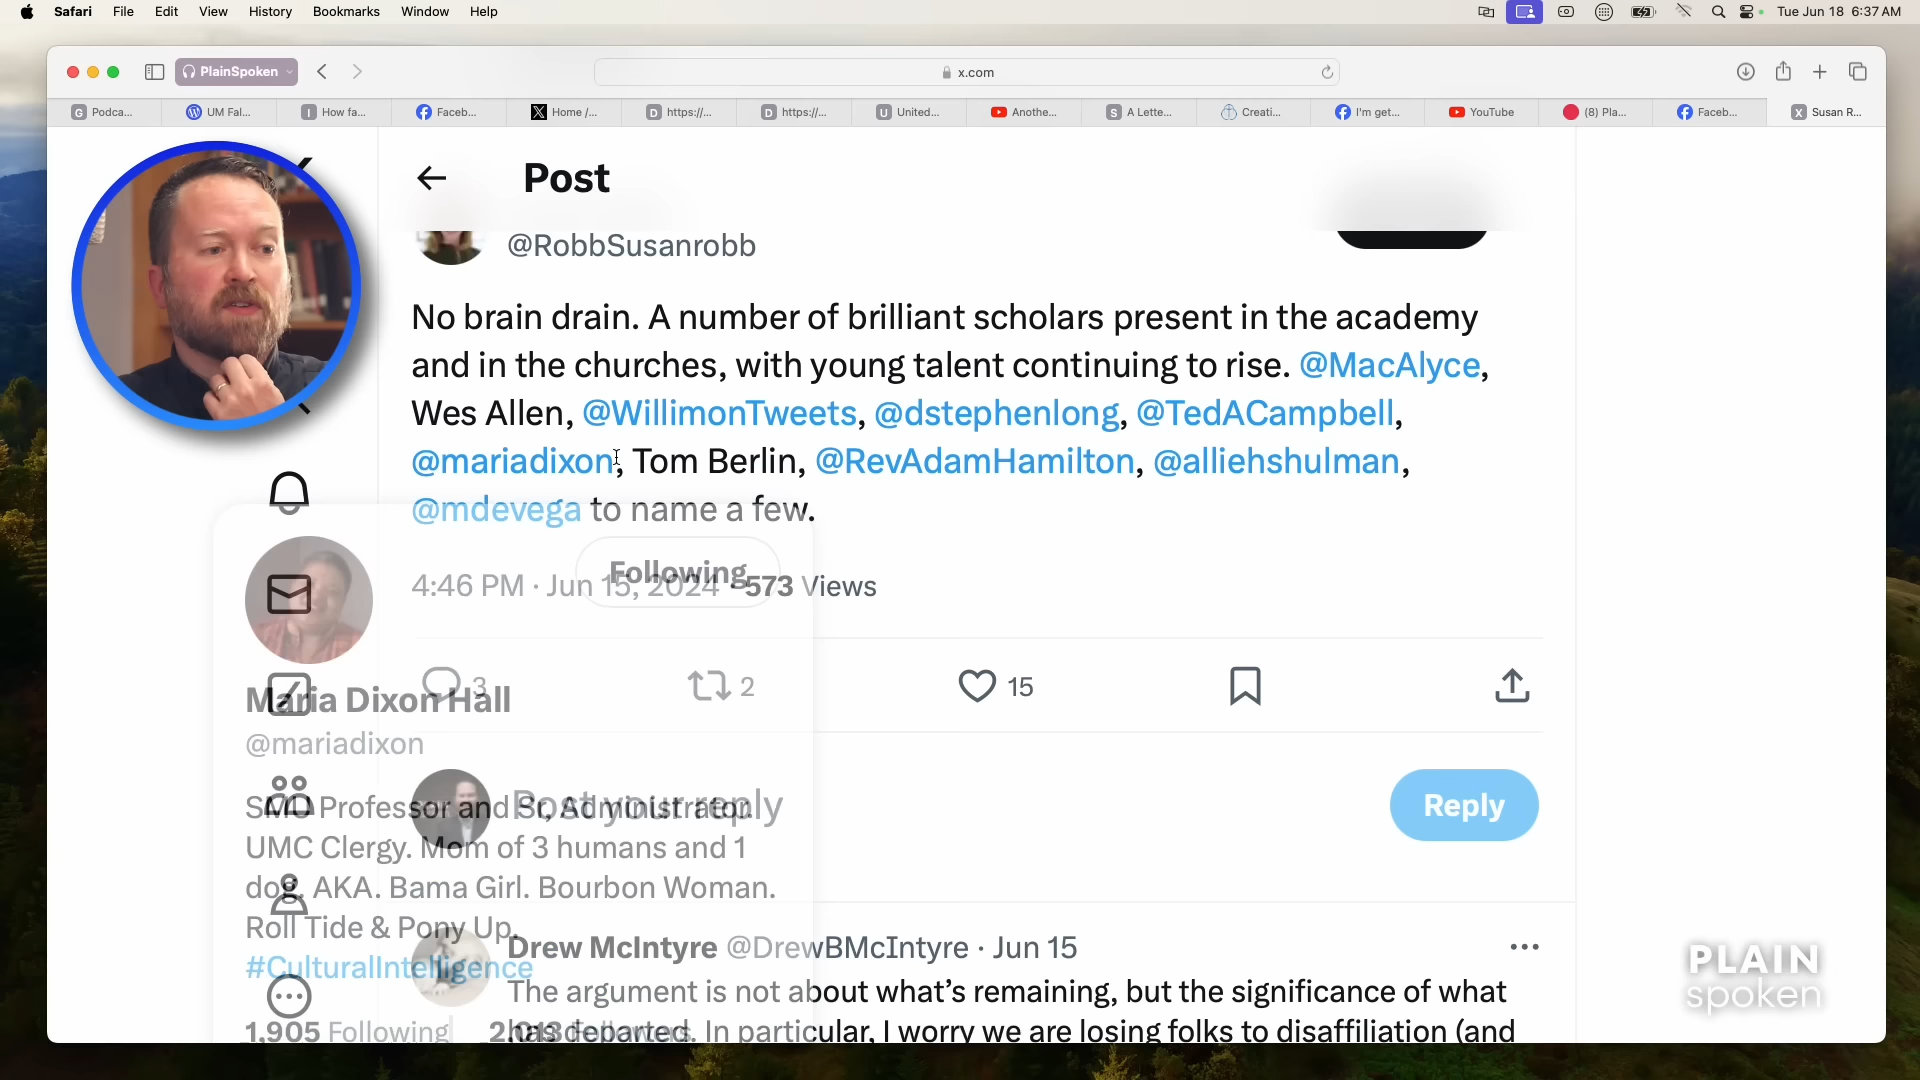 Safari File Edit View History Bookmarks Window Help Tue Jun 18 6:37 AM
PlainSpoken x.com
Podca... UM Fal... How fa... Faceb... Home /... https:/... https:/... United... Anothe... A Lette... Creati... I'm get... YouTube (8) Pla... Faceb... Susan R...
Post
@RobbSusanrobb
No brain drain. A number of brilliant scholars present in the academy
and in the churches, with young talent continuing to rise. @MacAlyce,
Wes Allen, @WillimonTweets, @dstephenlong, @TedACampbell,
@mariadixon, Tom Berlin, @RevAdamHamilton, @alliehshulman,
@mdevega to name a few.
Following
4:46 PM · Jun 15, 2024 · 573 Views
3 2 15
Maria Dixon Hall
@mariadixon
Post your reply
Reply
SMU Professor and Sr, Administrator.
UMC Clergy. Mom of 3 humans and 1
dog. AKA. Bama Girl. Bourbon Woman.
Roll Tide & Pony Up.
#CulturalIntelligence
1,905 Following
Drew McIntyre @DrewBMcIntyre · Jun 15
The argument is not about what's remaining, but the significance of what
has departed. In particular, I worry we are losing folks to disaffiliation (and
PLAIN
spoken